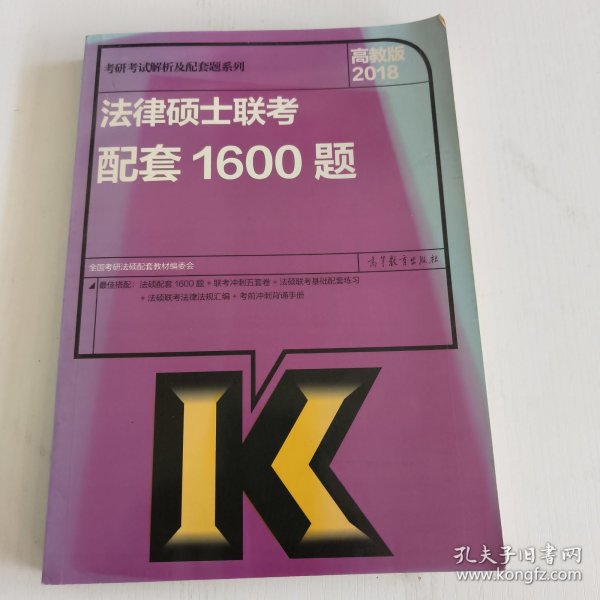 考研考试解析及配套题系列
高教版
2018
法律硕士联考
配套1600题
全国考研法硕配套教材编委会
高等教育出版社
最佳搭配：法硕配套1600题+联考冲刺五套卷+法硕联考基础配套练习
+法硕联考法律法规汇编+考前冲刺背诵手册
K
孔夫子旧书网
www.kongfz.com